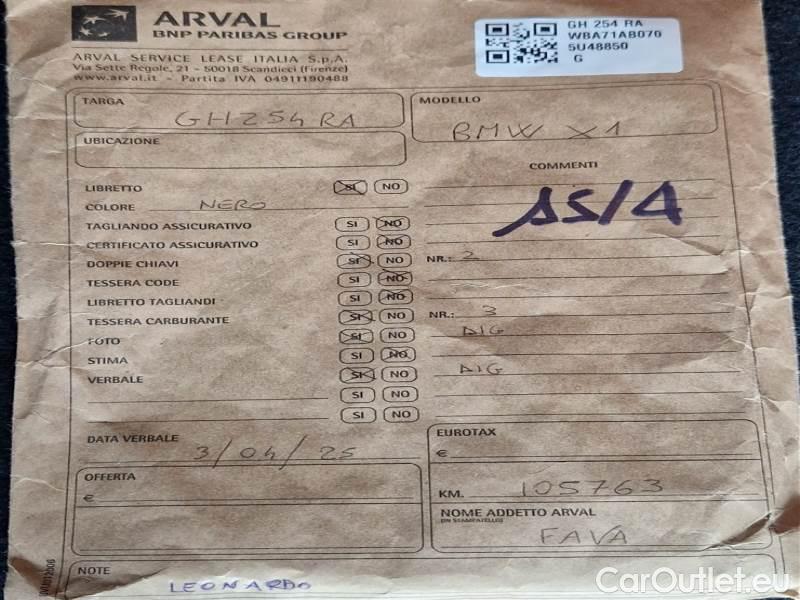 ARVAL
BNP PARIBAS GROUP
GH 254 RA
WBA71AB070
5U48850
G
ARVAL SERVICE LEASE ITALIA S.p.A.
Via Sette Regole, 21 - 50018 Scandicci (Firenze)
www.arval.it - Partita IVA 04911190488
TARGA GH254RA
MODELLO BMW X1
UBICAZIONE
COMMENTI
LIBRETTO SI NO
COLORE NERO
AS/4
TAGLIANDO ASSICURATIVO SI NO
CERTIFICATO ASSICURATIVO SI NO
DOPPIE CHIAVI SI NO NR.: 2
TESSERA CODE SI NO
LIBRETTO TAGLIANDI SI NO
TESSERA CARBURANTE SI NO NR.: 3
FOTO SI NO DIG
STIMA SI NO
VERBALE SI NO DIG
SI NO
SI NO
DATA VERBALE 3/04/25
EUROTAX
€
OFFERTA
€
KM. 105763
NOME ADDETTO ARVAL
(IN STAMPATELLO)
FAVA
NOTE
LEONARDO
CarOutlet.eu